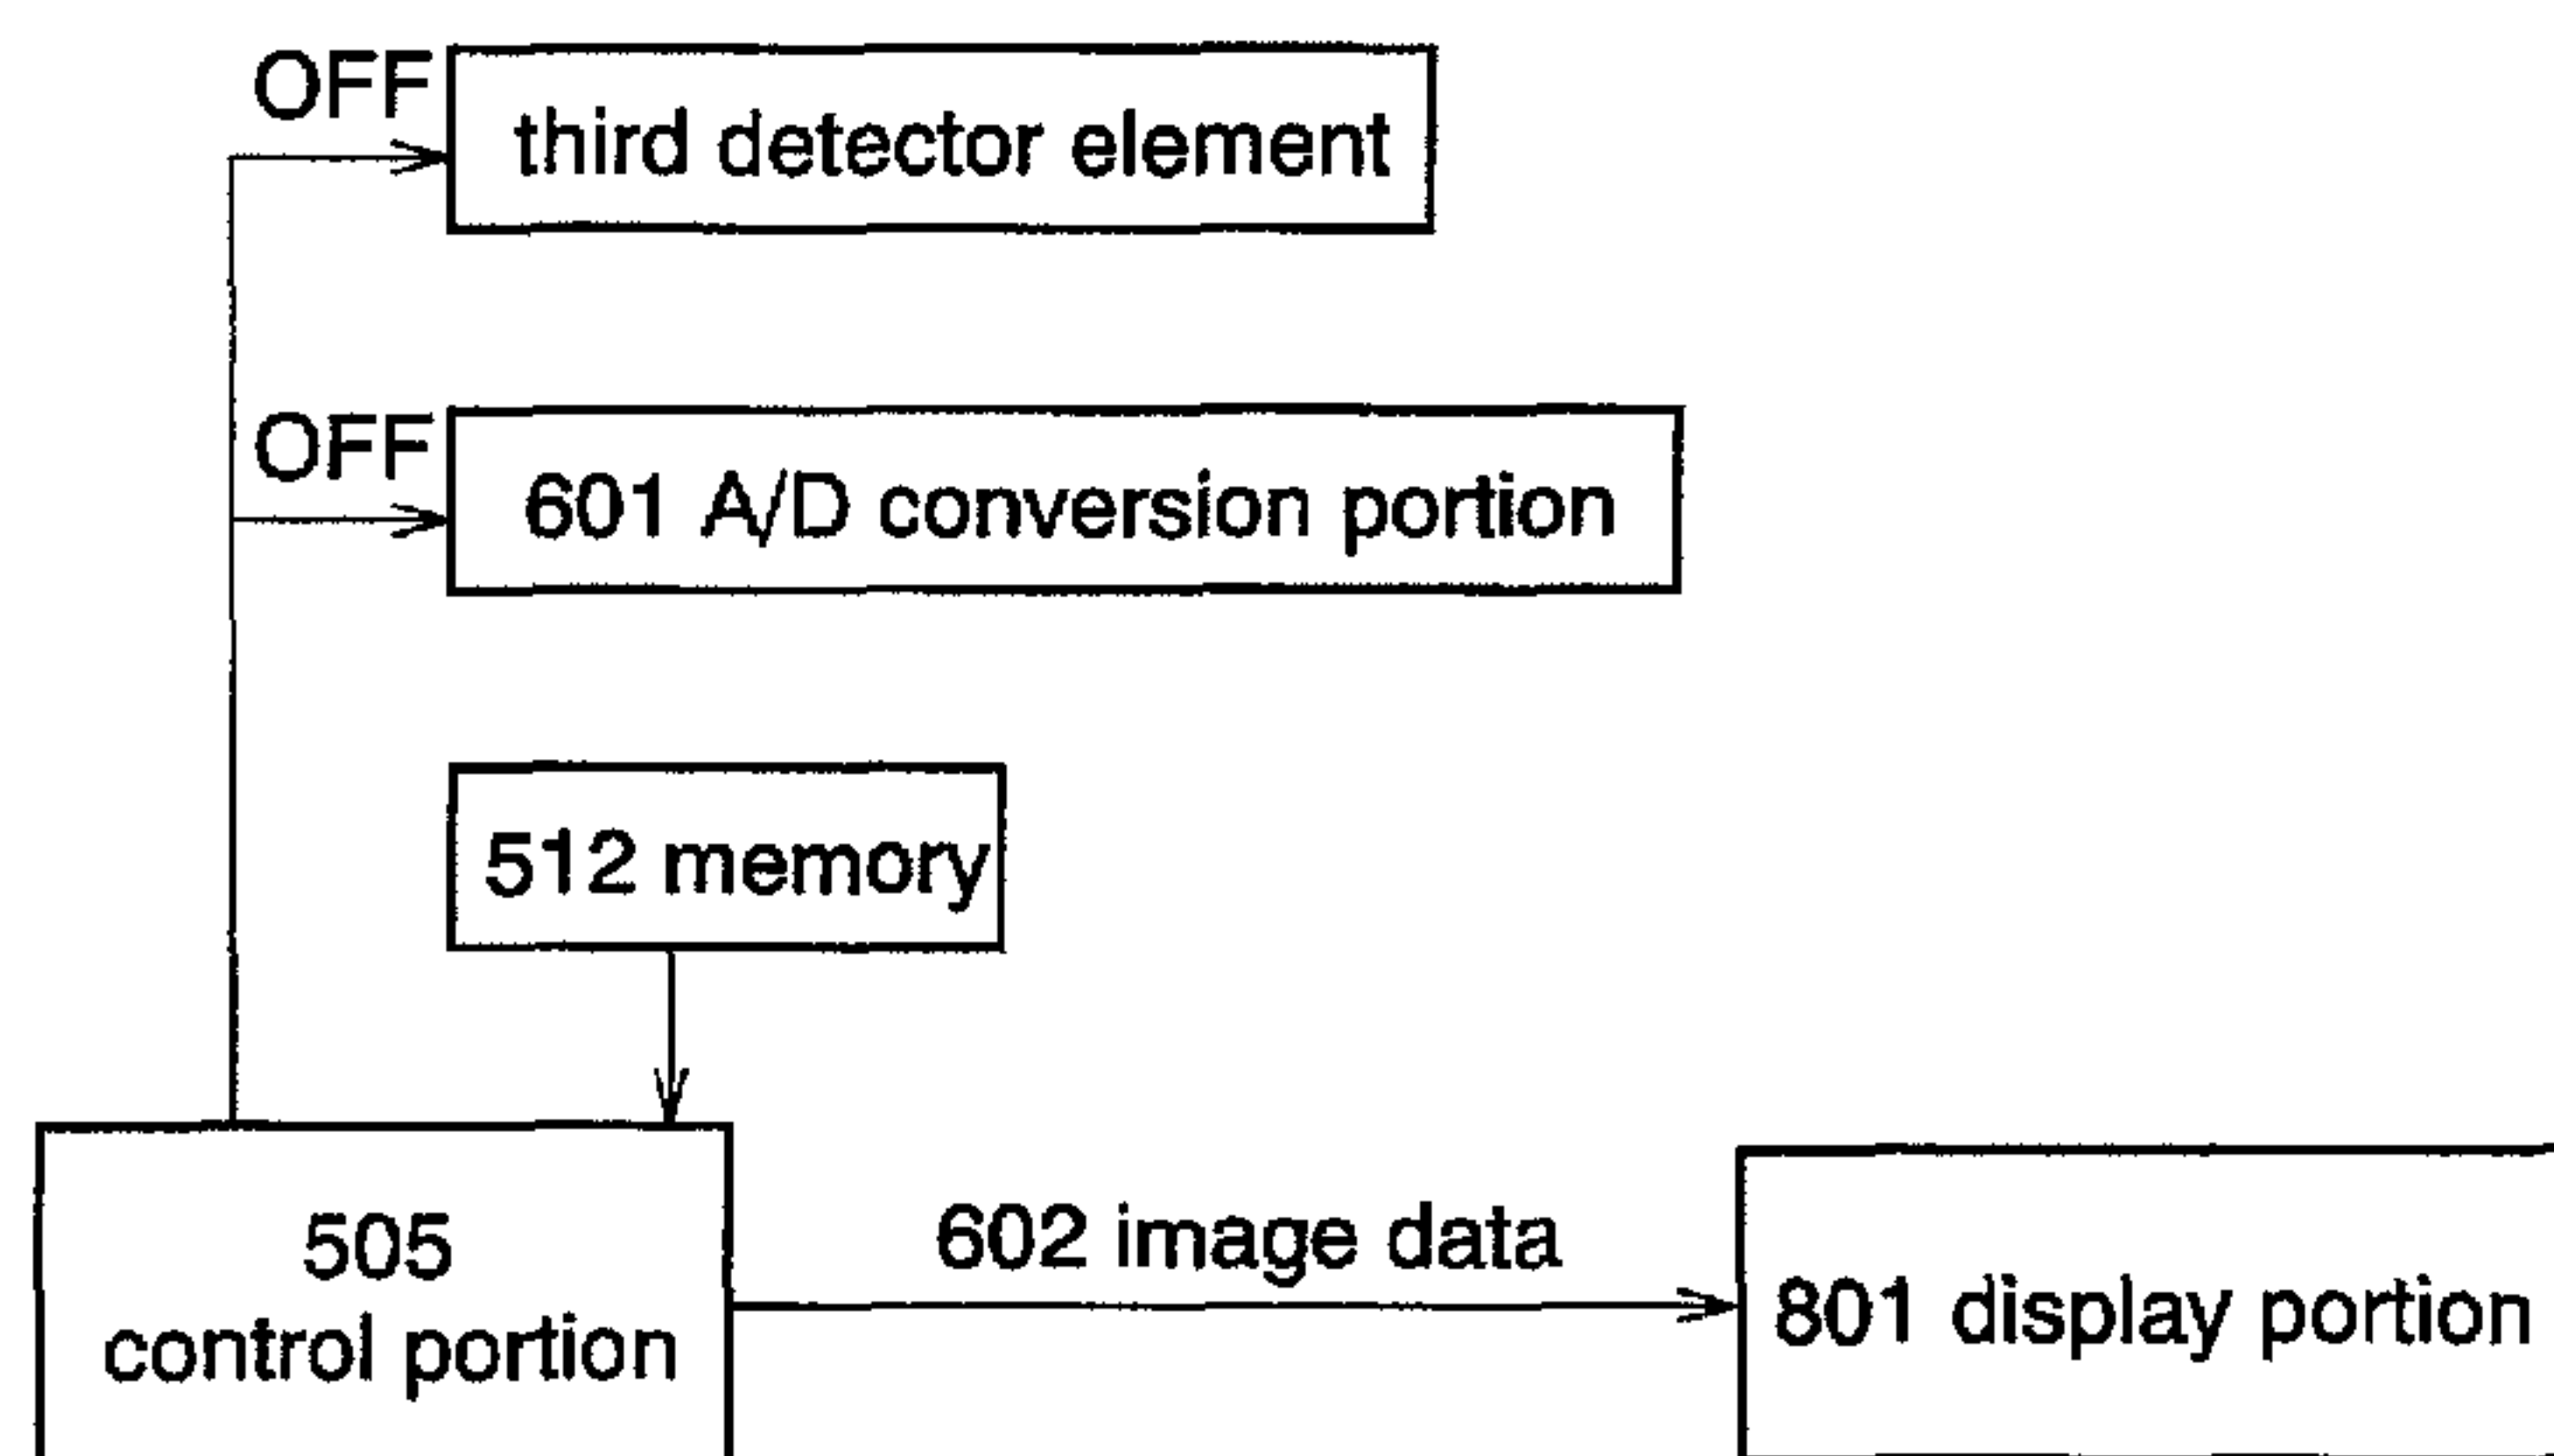 OFF
third detector element
OFF
601 A/D conversion portion
512 memory
505
control portion
602 image data
801 display portion